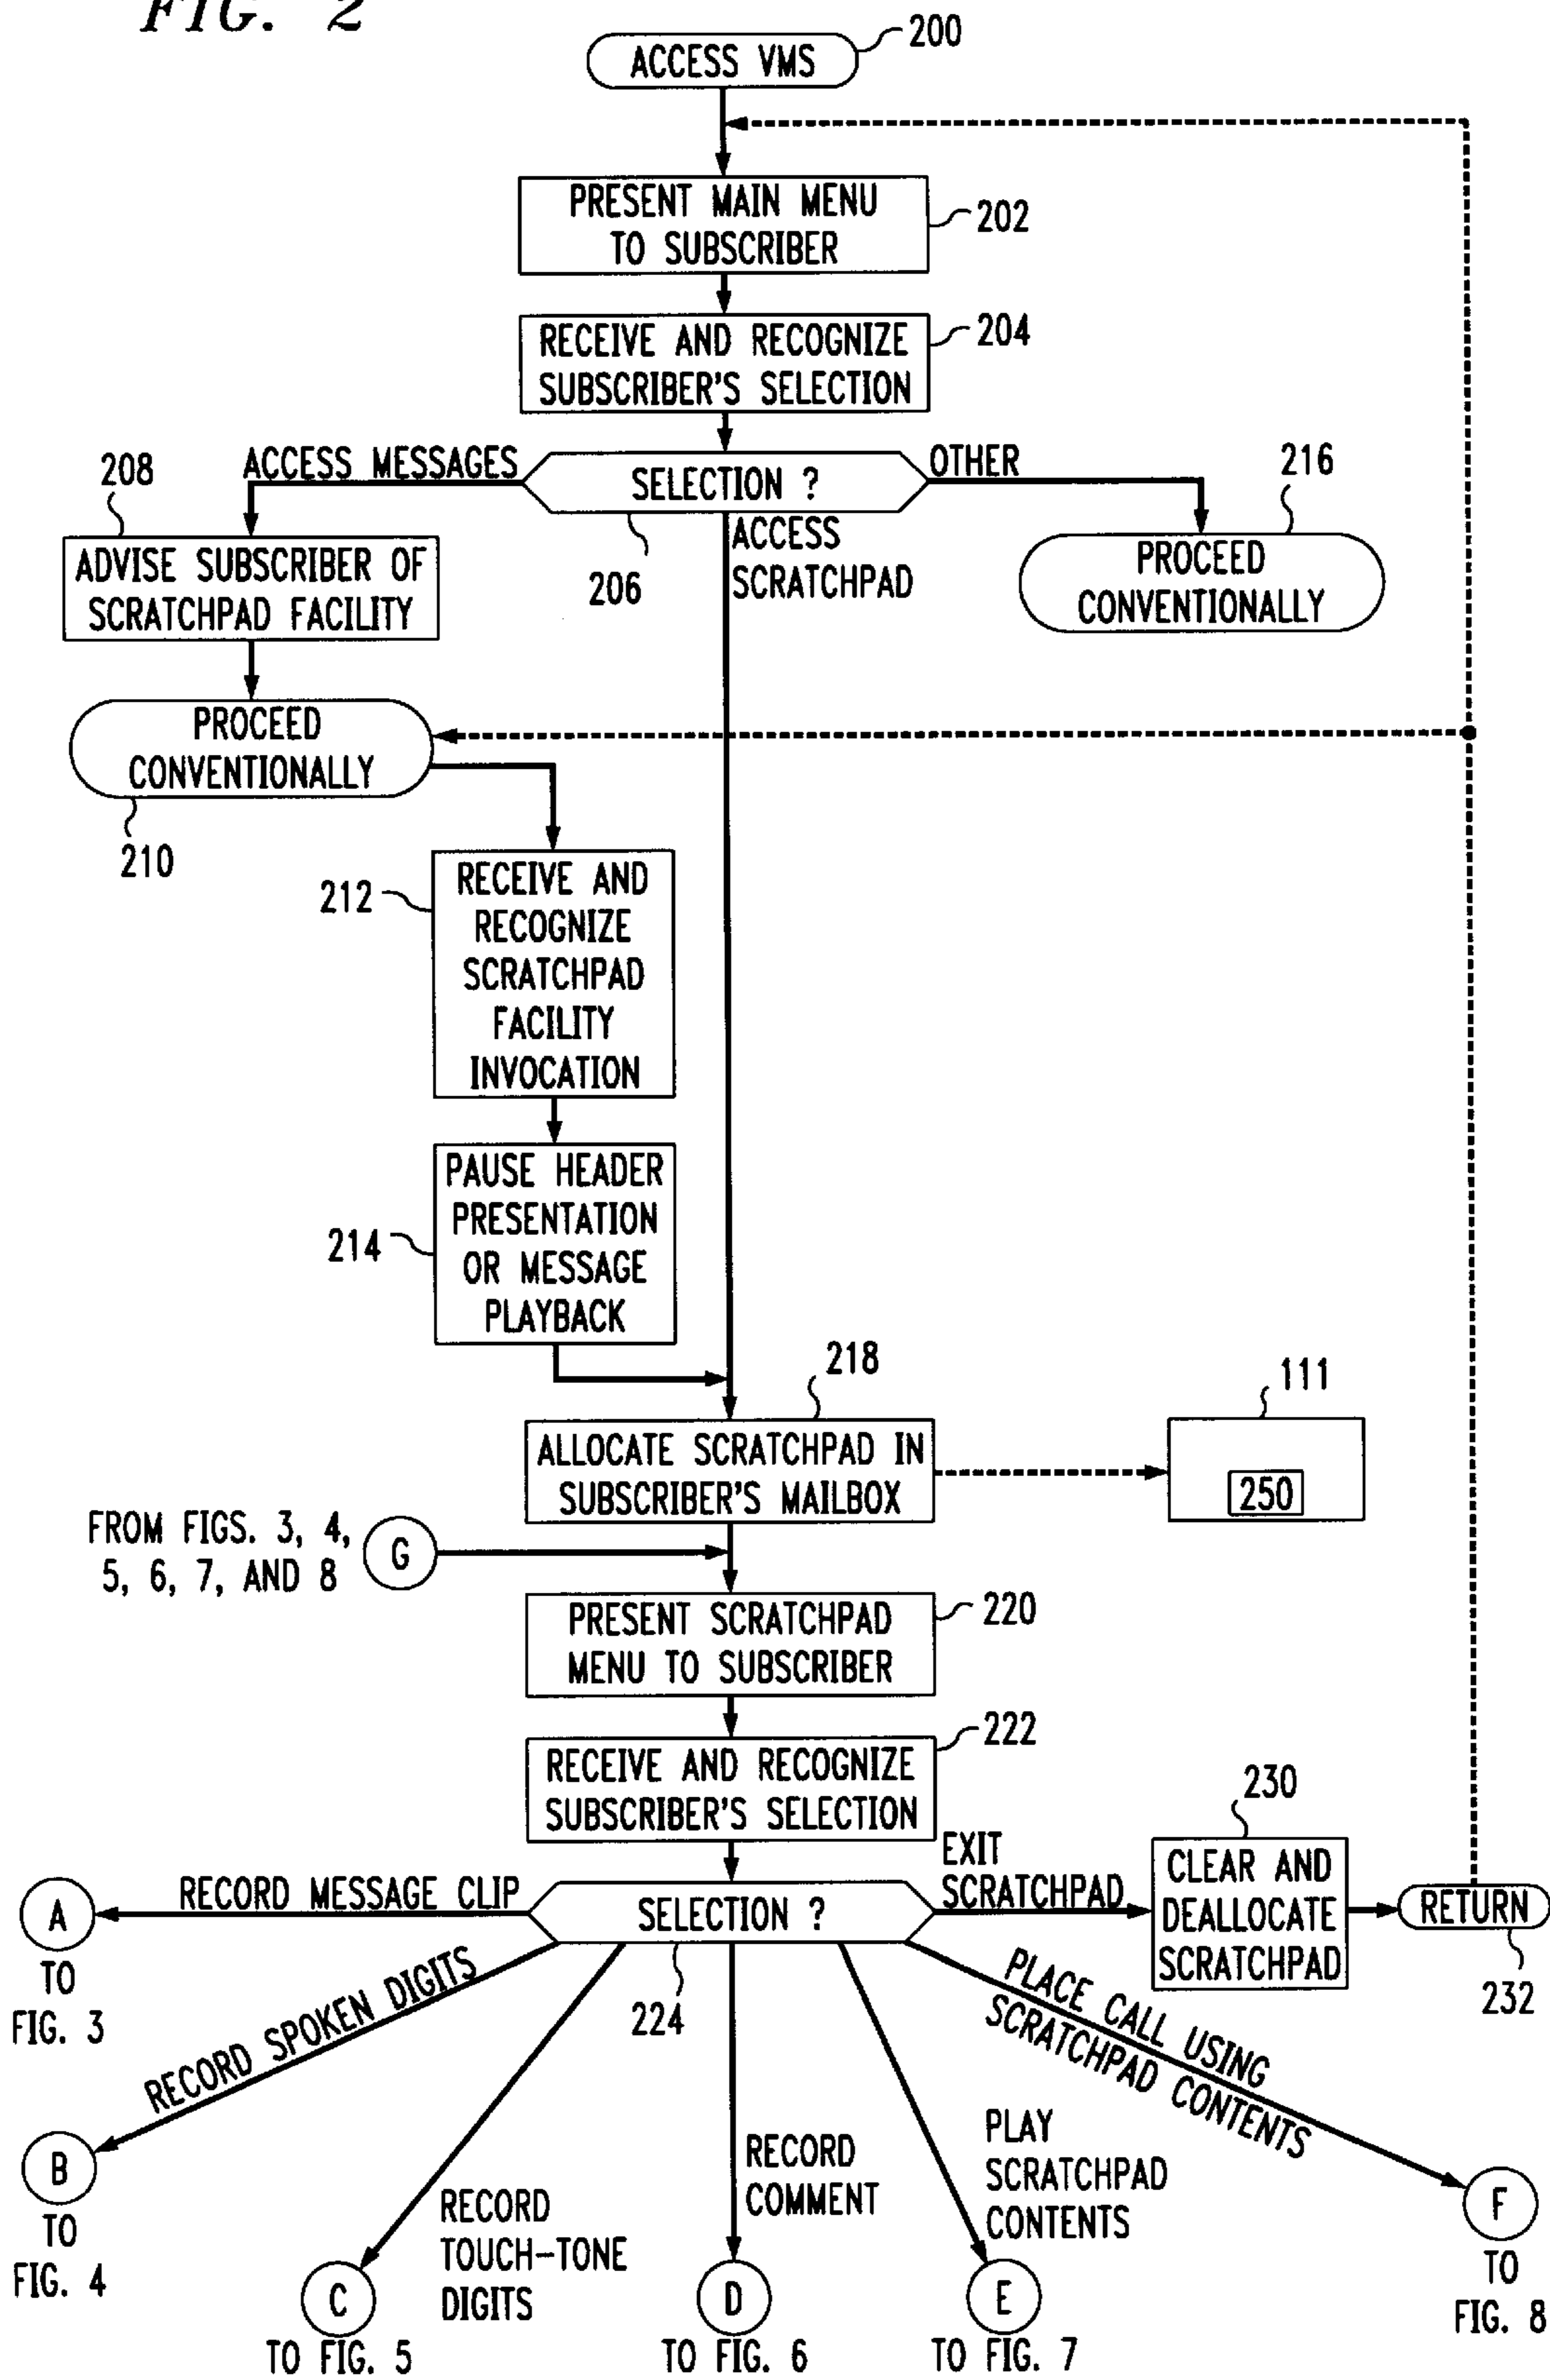 FIG. 2
ACCESS VMS
200
PRESENT MAIN MENU
TO SUBSCRIBER
202
RECEIVE AND RECOGNIZE
SUBSCRIBER'S SELECTION
204
208
ACCESS MESSAGES
SELECTION ?
OTHER
216
206
ACCESS
SCRATCHPAD
ADVISE SUBSCRIBER OF
SCRATCHPAD FACILITY
PROCEED
CONVENTIONALLY
PROCEED
CONVENTIONALLY
210
212
RECEIVE AND
RECOGNIZE
SCRATCHPAD
FACILITY
INVOCATION
214
PAUSE HEADER
PRESENTATION
OR MESSAGE
PLAYBACK
218
111
ALLOCATE SCRATCHPAD IN
SUBSCRIBER'S MAILBOX
250
FROM FIGS. 3, 4,
5, 6, 7, AND 8
G
PRESENT SCRATCHPAD
MENU TO SUBSCRIBER
220
RECEIVE AND RECOGNIZE
SUBSCRIBER'S SELECTION
222
230
A
TO
FIG. 3
RECORD MESSAGE CLIP
SELECTION ?
224
EXIT
SCRATCHPAD
CLEAR AND
DEALLOCATE
SCRATCHPAD
RETURN
232
RECORD SPOKEN DIGITS
B
TO
FIG. 4
RECORD
TOUCH-TONE
DIGITS
C
TO FIG. 5
RECORD
COMMENT
D
TO FIG. 6
PLAY
SCRATCHPAD
CONTENTS
E
TO FIG. 7
PLACE CALL USING
SCRATCHPAD CONTENTS
F
TO
FIG. 8